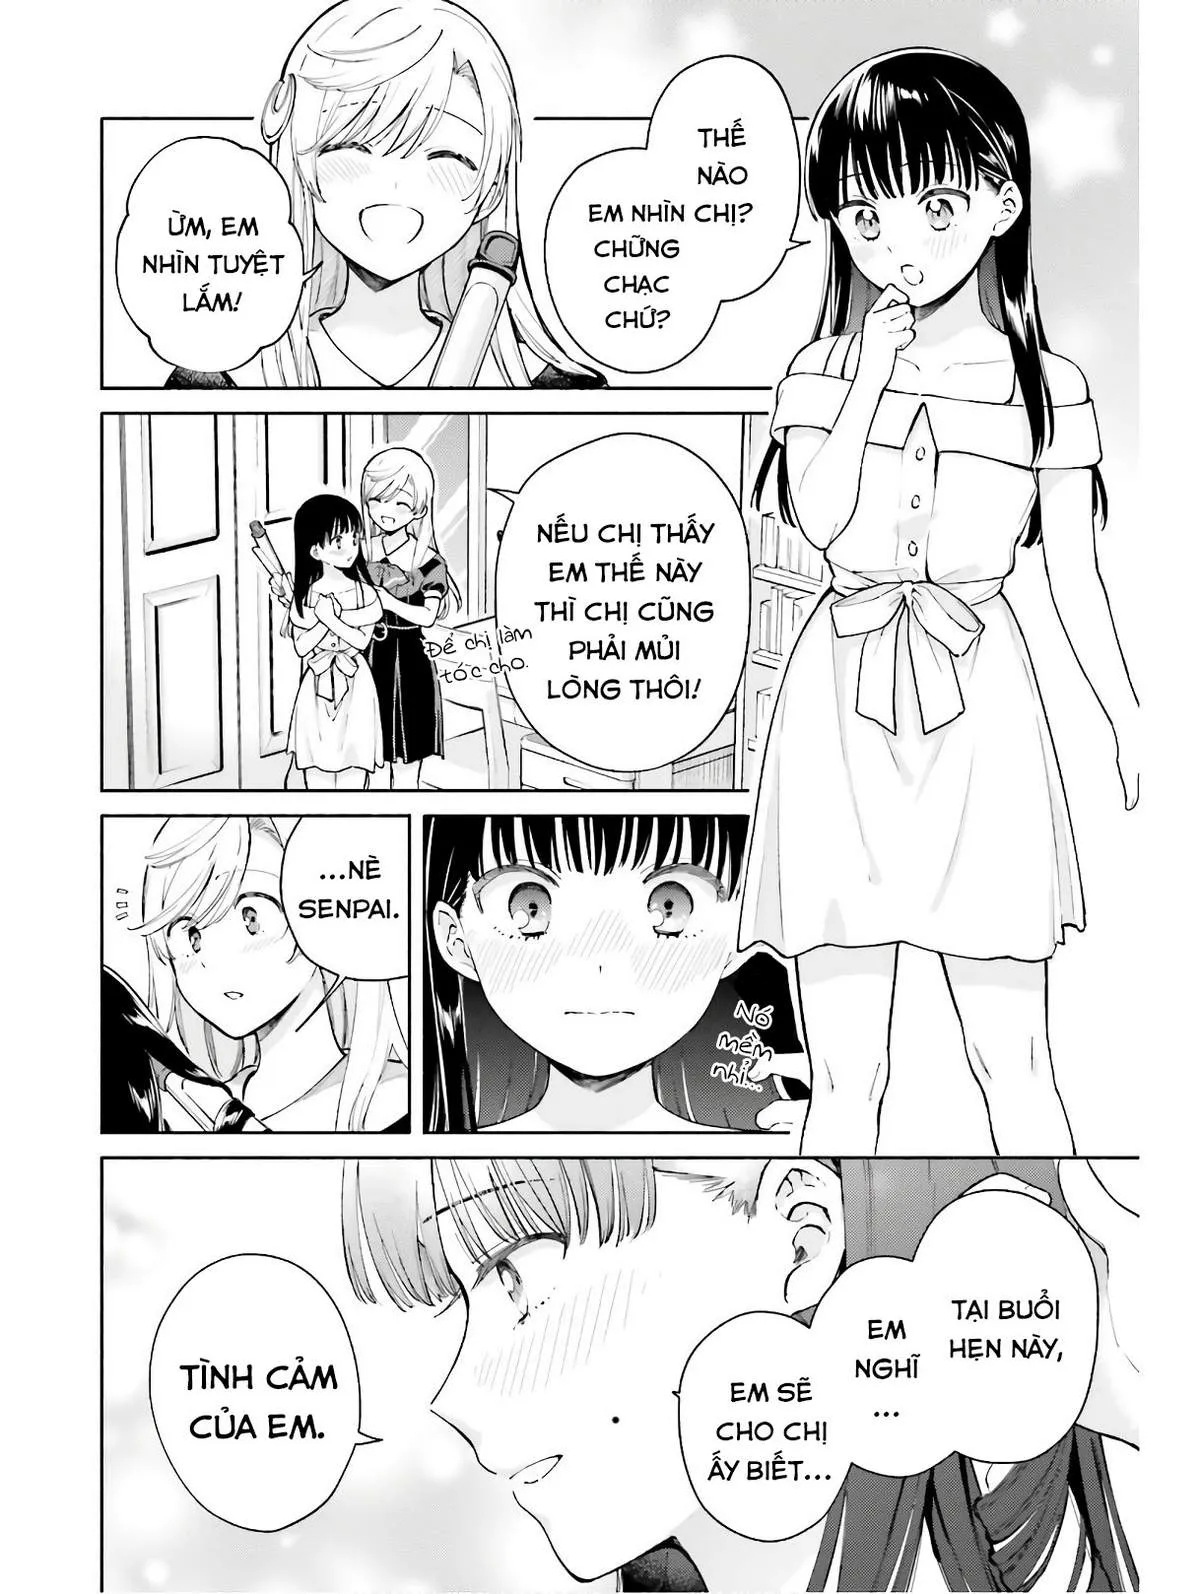 THẾ
NÀO
CHỊ?
EM NHÌN
CHỮNG
CHẠC
CHỨ?
ỪM, EM
NHÌN TUYỆT
LẮM!
NẾU CHỊ THẤY
EM THẾ NÀY
THÌ CHỊ CŨNG
PHẢI MỦI
LÒNG THÔI!
Để chị làm
tóc cho.
...NÈ
SENPAI.
Nó
mềm
nhỉ...
TẠI BUỔI
HẸN NÀY,
EM
NGHĨ
...
EM SẼ
CHO CHỊ
ẤY BIẾT...
TÌNH CẢM
CỦA EM.